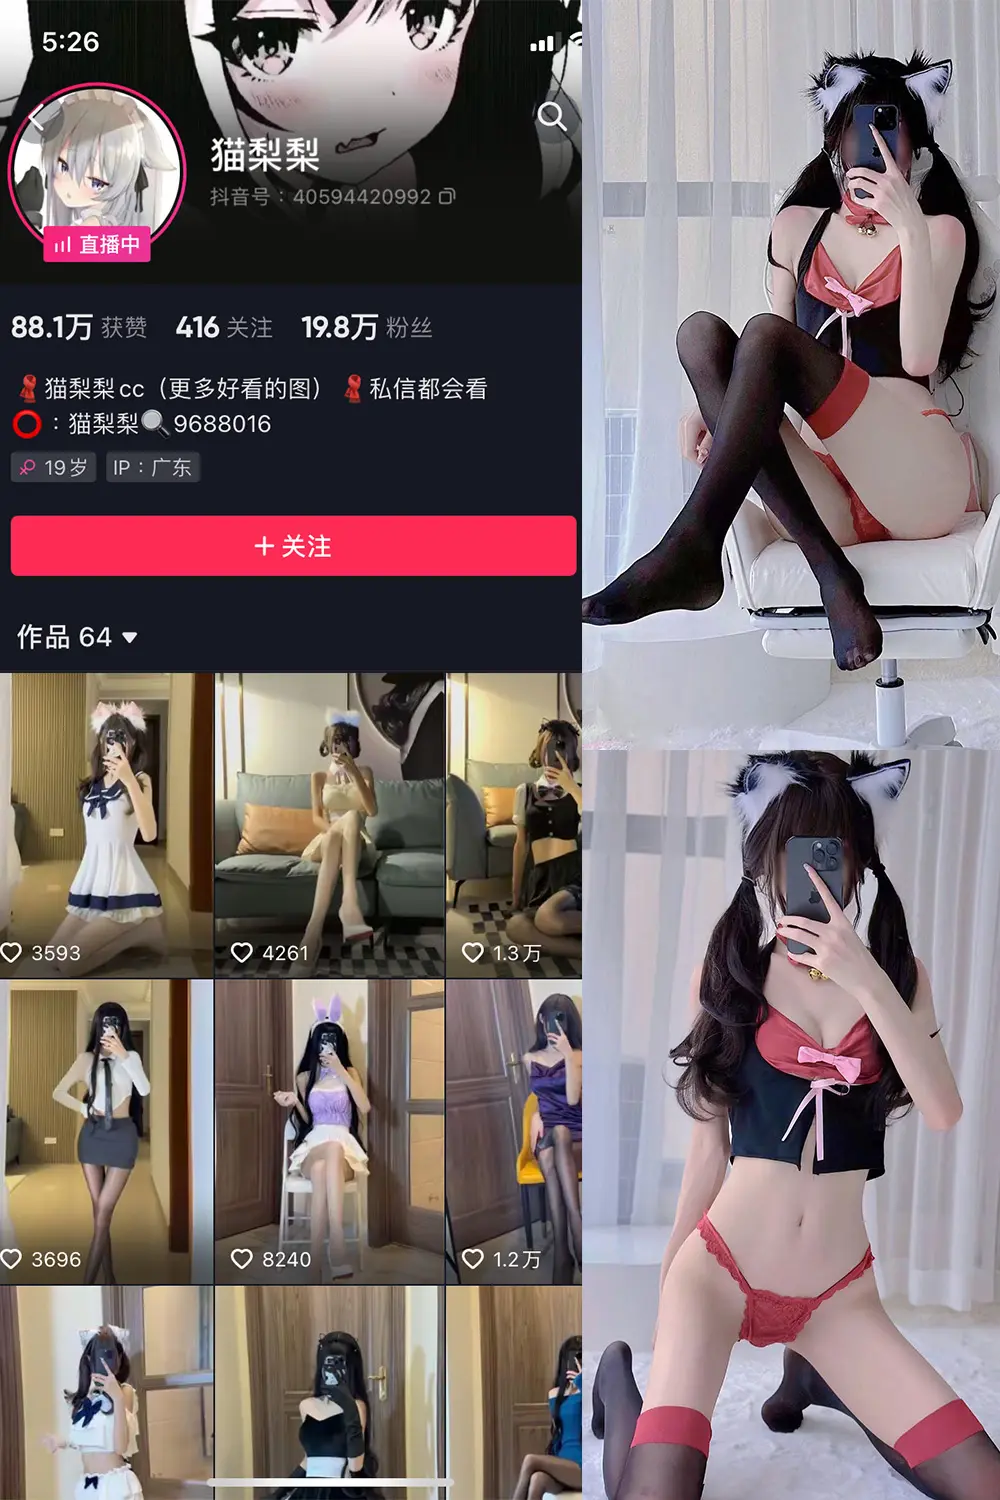 5:26
猫梨梨
抖音号：40594420992
直播中
88.1万 获赞 416 关注 19.8万 粉丝
猫梨梨cc（更多好看的图） 私信都会看
：猫梨梨 9688016
19岁 IP：广东
+ 关注
作品 64
3593 4261 1.3万
3696 8240 1.2万